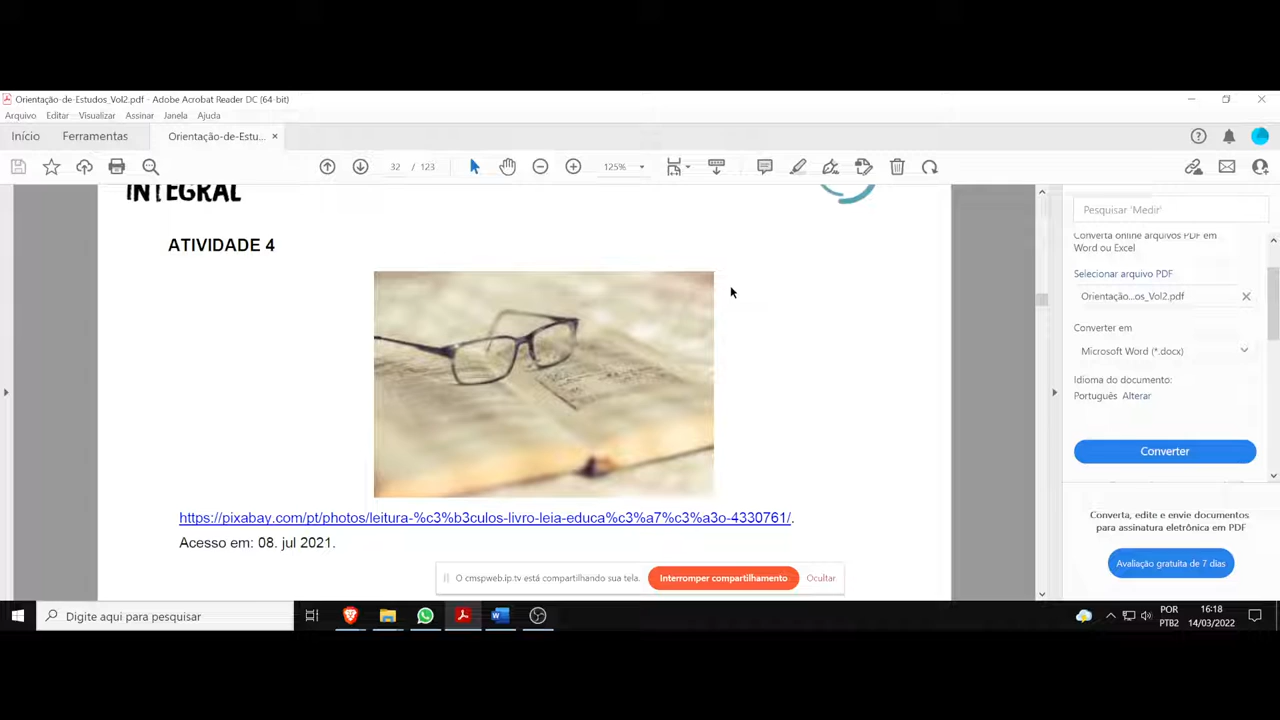 Orientação-de-Estudos_Vol2.pdf - Adobe Acrobat Reader DC (64-bit)
Arquivo Editar Visualizar Assinar Janela Ajuda
Início Ferramentas Orientação-de-Estu... ×
32 / 123 125%
INTEGRAL
ATIVIDADE 4
https://pixabay.com/pt/photos/leitura-%c3%b3culos-livro-leia-educa%c3%a7%c3%a3o-4330761/.
Acesso em: 08. jul 2021.
Pesquisar 'Medir'
Converta online arquivos PDF em
Word ou Excel
Selecionar arquivo PDF
Orientação...os_Vol2.pdf
Converter em
Microsoft Word (*.docx)
Idioma do documento:
Português Alterar
Converter
Converta, edite e envie documentos
para assinatura eletrônica em PDF
Avaliação gratuita de 7 dias
O cmspweb.ip.tv está compartilhando sua tela. Interromper compartilhamento Ocultar
Digite aqui para pesquisar
POR
PTB2
16:18
14/03/2022